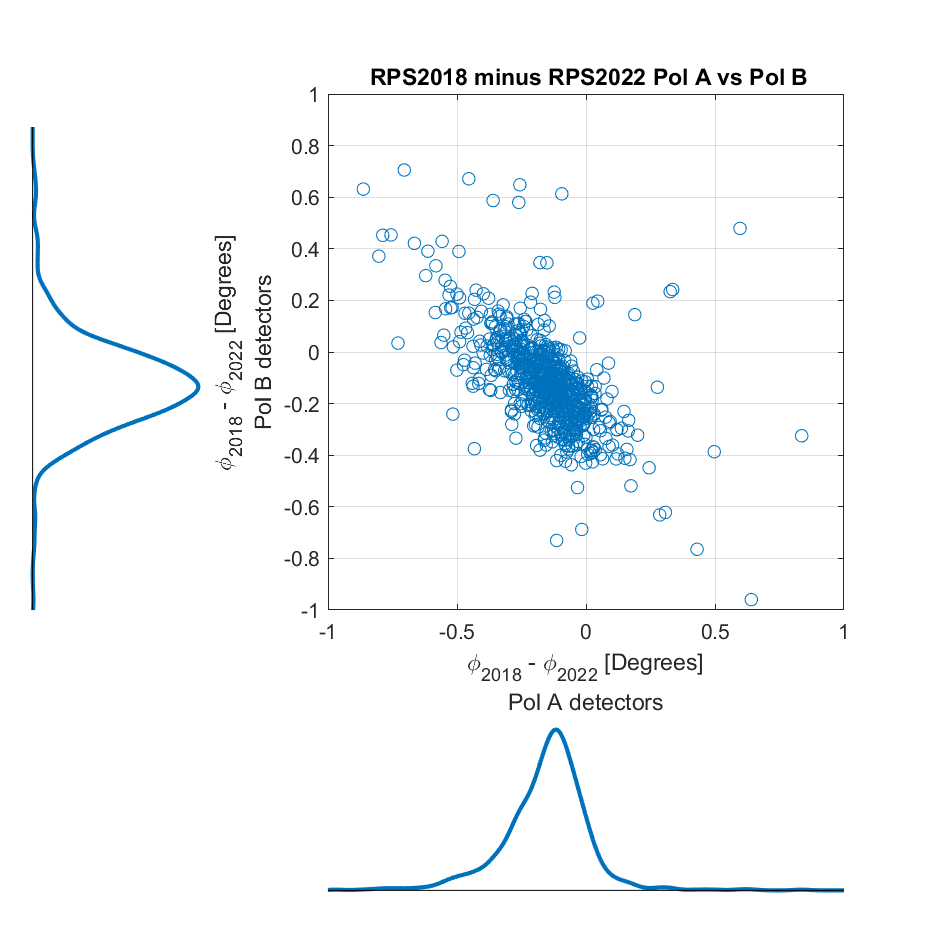 RPS2018 minus RPS2022 Pol A vs Pol B
1
0.8
0.6
0.4
0.2
0
-0.2
-0.4
-0.6
-0.8
-1
ϕ2018 - ϕ2022 [Degrees]
Pol B detectors
-1 -0.5 0 0.5 1
ϕ2018 - ϕ2022 [Degrees]
Pol A detectors